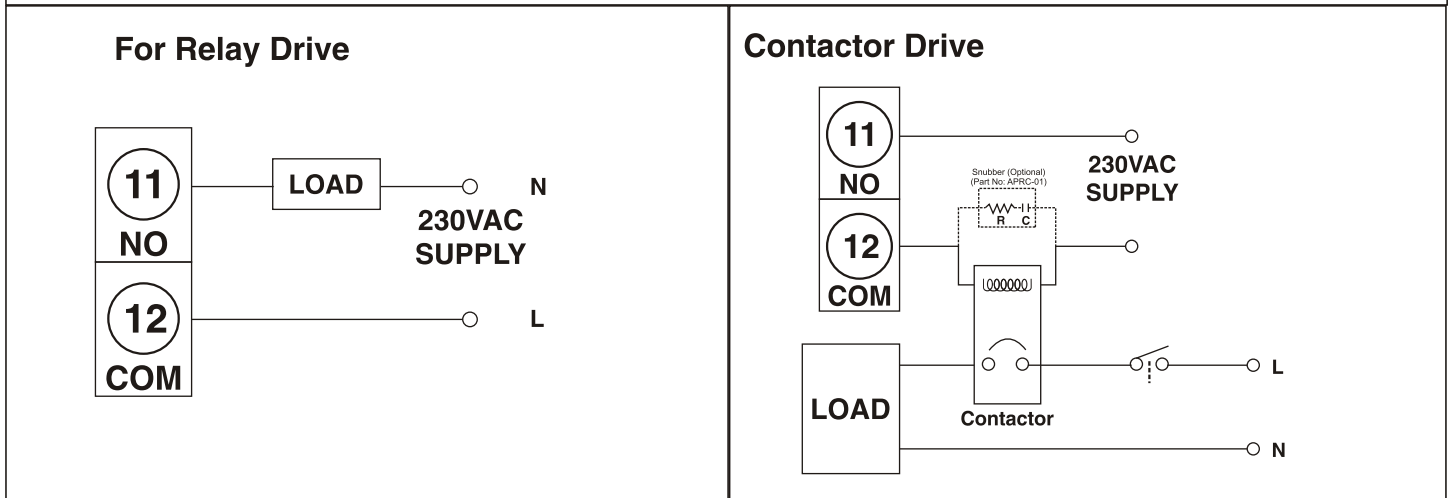 For Relay Drive
11
NO
LOAD
N
230VAC
SUPPLY
12
COM
L
Contactor Drive
11
NO
230VAC
SUPPLY
Snubber (Optional)
(Part No: APRC-01)
R C
12
COM
LOAD
Contactor
L
N